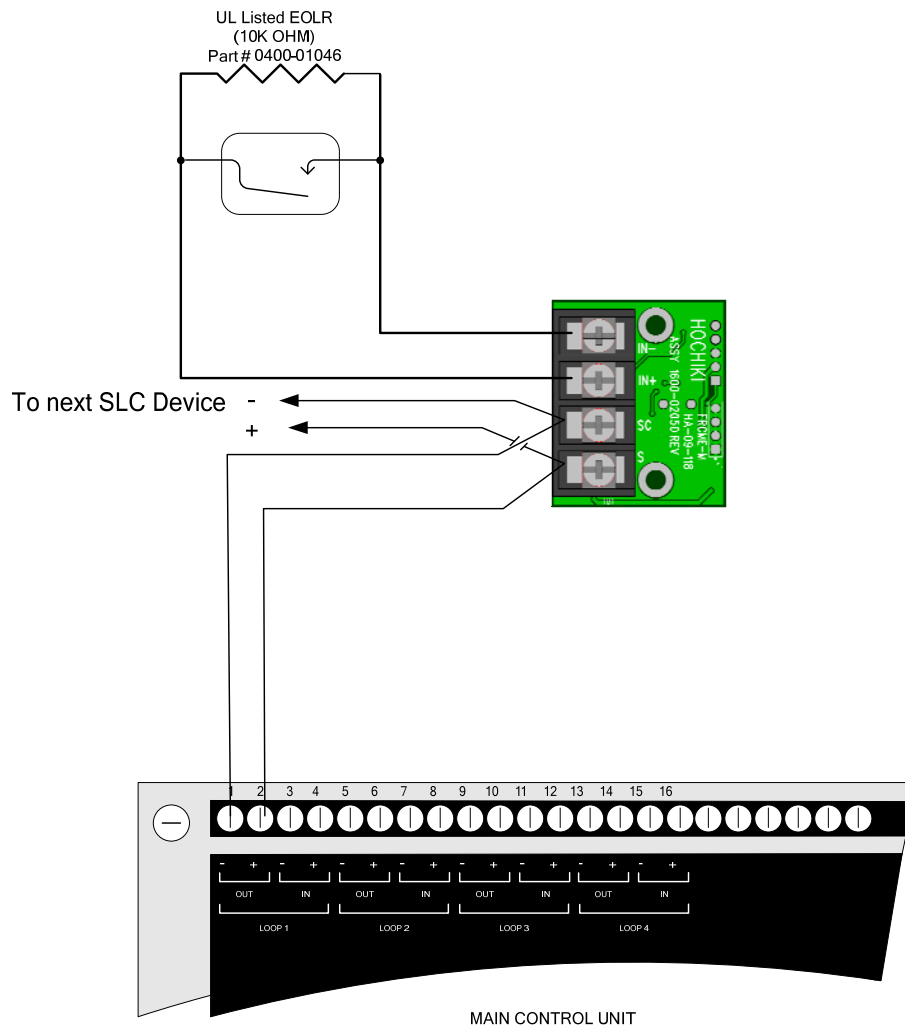 UL Listed EOLR
(10K OHM)
Part # 0400-01046
HOCHIKI
ASSY 1600-02050 REV
FRCME-M
HA-09-118
IN-
IN+
SC
S
To next SLC Device -
+
1 2 3 4 5 6 7 8 9 10 11 12 13 14 15 16
- + - + - + - + - + - + - + - +
OUT IN OUT IN OUT IN OUT IN
LOOP 1 LOOP 2 LOOP 3 LOOP 4
MAIN CONTROL UNIT